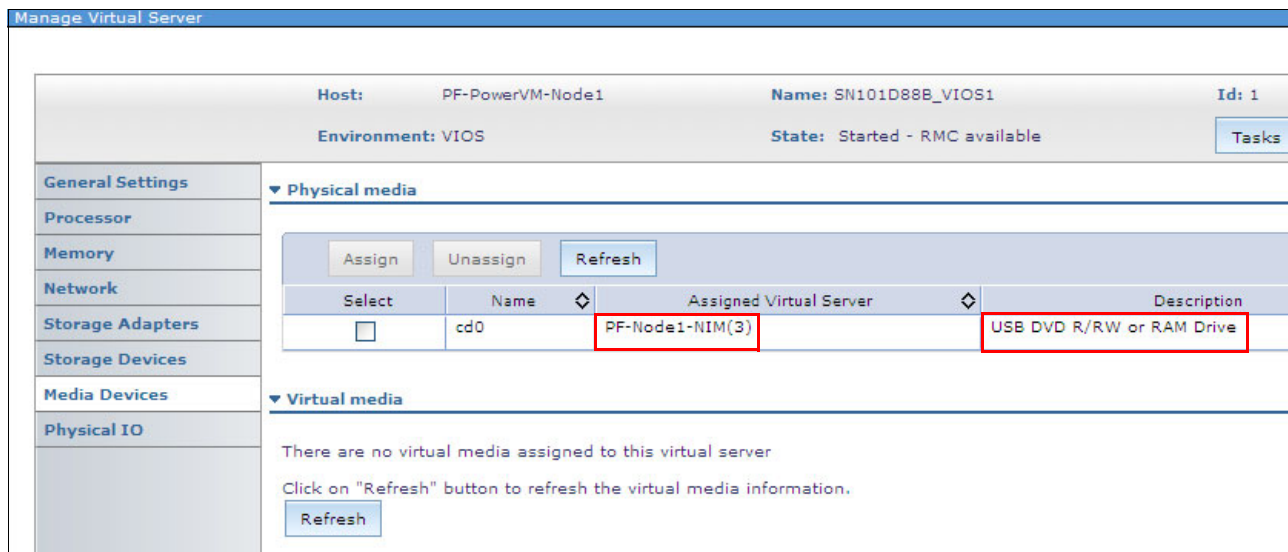 Manage Virtual Server
Host: PF-PowerVM-Node1 Name: SN101D88B_VIOS1 Id: 1
Environment: VIOS State: Started - RMC available Tasks
General Settings
Processor
Memory
Network
Storage Adapters
Storage Devices
Media Devices
Physical IO
Physical media
Assign Unassign Refresh
Select Name Assigned Virtual Server Description
cd0 PF-Node1-NIM(3) USB DVD R/RW or RAM Drive
Virtual media
There are no virtual media assigned to this virtual server
Click on "Refresh" button to refresh the virtual media information.
Refresh